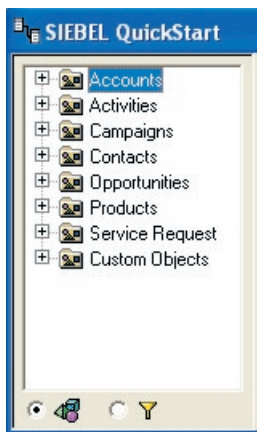 SIEBEL QuickStart
Accounts
Activities
Campaigns
Contacts
Opportunities
Products
Service Request
Custom Objects